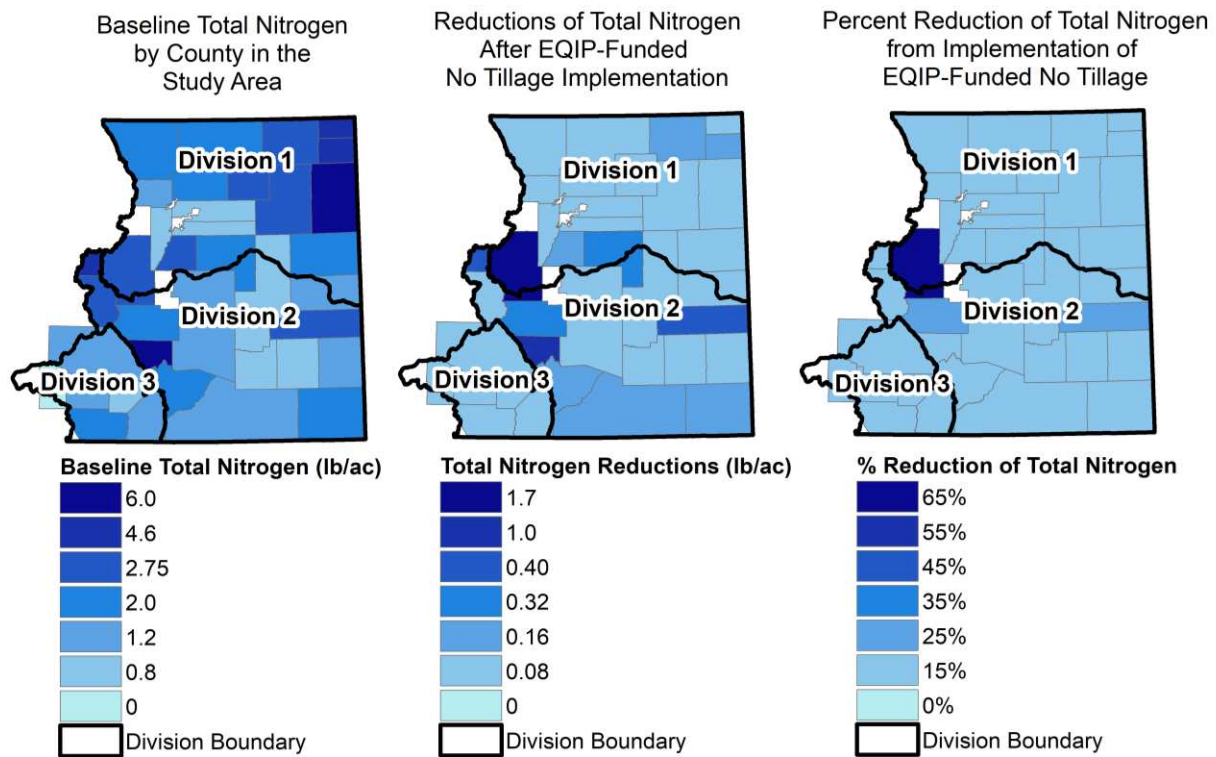 Baseline Total Nitrogen
by County in the
Study Area
Division 1
Division 2
Division 3
Baseline Total Nitrogen (lb/ac)
6.0
4.6
2.75
2.0
1.2
0.8
0
Division Boundary
Reductions of Total Nitrogen
After EQIP-Funded
No Tillage Implementation
Division 1
Division 2
Division 3
Total Nitrogen Reductions (lb/ac)
1.7
1.0
0.40
0.32
0.16
0.08
0
Division Boundary
Percent Reduction of Total Nitrogen
from Implementation of
EQIP-Funded No Tillage
Division 1
Division 2
Division 3
% Reduction of Total Nitrogen
65%
55%
45%
35%
25%
15%
0%
Division Boundary